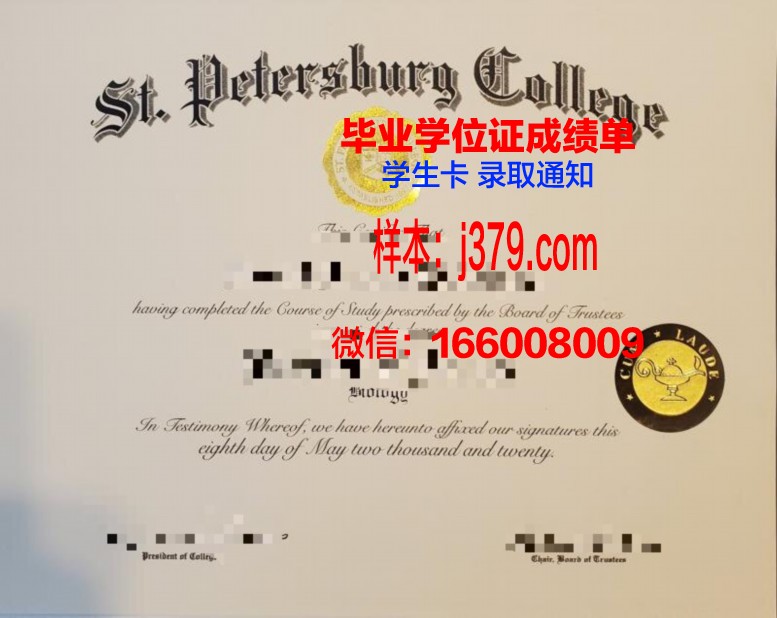 St. Petersburg College
毕业学位证成绩单
学生卡 录取通知
样本：j379.com
having completed the Course of Study prescribed by the Board of Trustees
微信：166008009
CUM LAUDE
Biology
In Testimony Whereof, we have hereunto affixed our signatures this
eighth day of May two thousand and twenty.
President of College
Chair, Board of Trustees